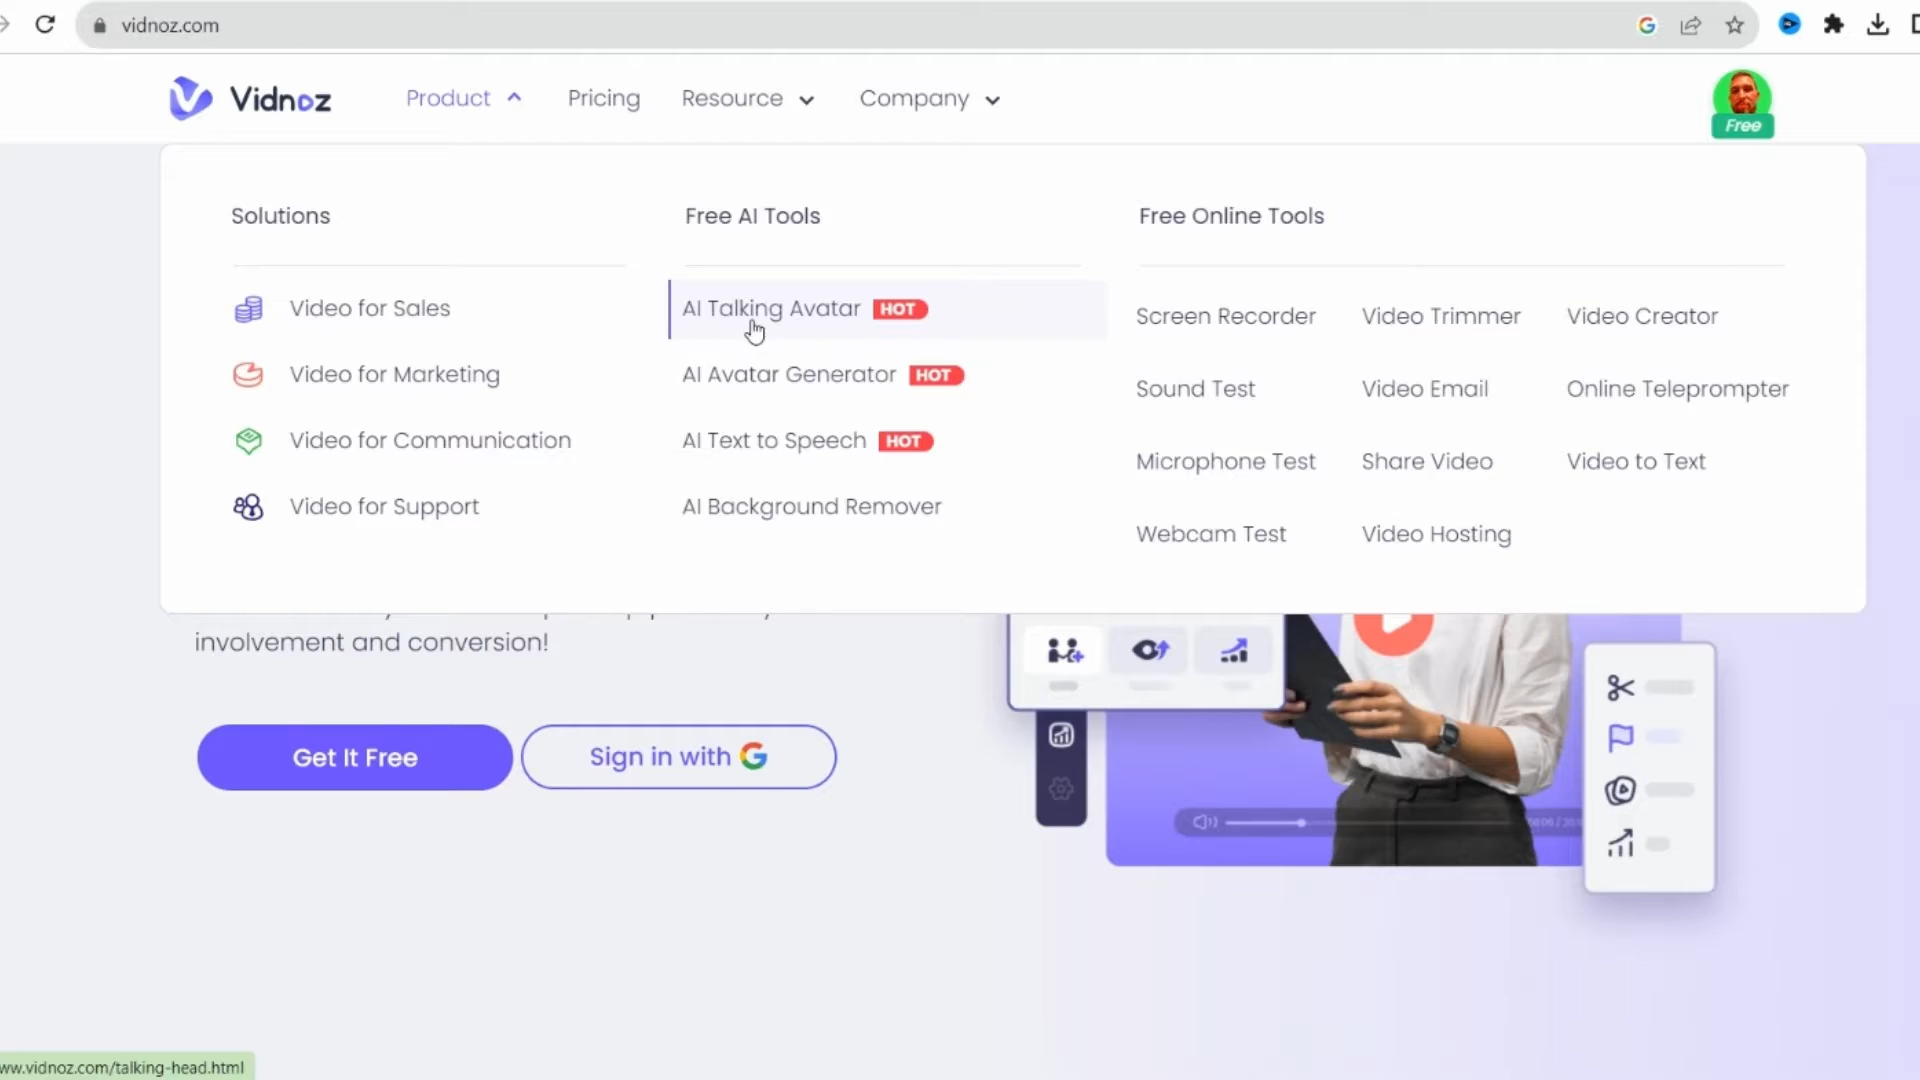 vidnoz.com
Vidnoz
Product
Pricing
Resource
Company
Free
Solutions
Video for Sales
Video for Marketing
Video for Communication
Video for Support
Free AI Tools
AI Talking Avatar HOT
AI Avatar Generator HOT
AI Text to Speech HOT
AI Background Remover
Free Online Tools
Screen Recorder
Video Trimmer
Video Creator
Sound Test
Video Email
Online Teleprompter
Microphone Test
Share Video
Video to Text
Webcam Test
Video Hosting
involvement and conversion!
Get It Free
Sign in with
ww.vidnoz.com/talking-head.html